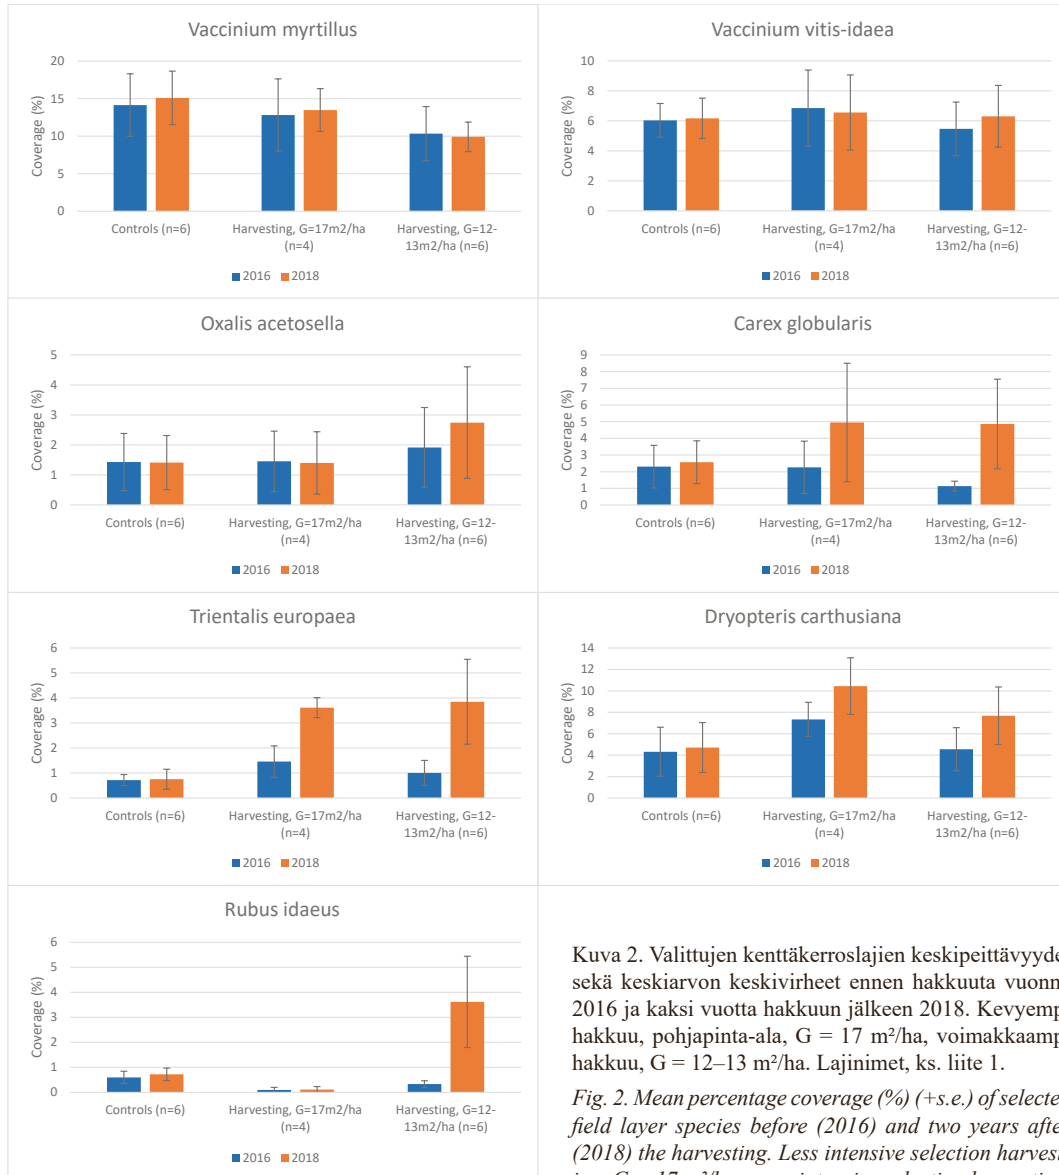 Vaccinium myrtillus
Coverage (%)
20
15
10
5
0
Controls (n=6)
Harvesting, G=17m2/ha
(n=4)
Harvesting, G=12-
13m2/ha (n=6)
2016 2018
Vaccinium vitis-idaea
Coverage (%)
10
8
6
4
2
0
Controls (n=6)
Harvesting, G=17m2/ha
(n=4)
Harvesting, G=12-
13m2/ha (n=6)
2016 2018
Oxalis acetosella
Coverage (%)
5
4
3
2
1
0
Controls (n=6)
Harvesting, G=17m2/ha
(n=4)
Harvesting, G=12-
13m2/ha (n=6)
2016 2018
Carex globularis
Coverage (%)
9
8
7
6
5
4
3
2
1
0
Controls (n=6)
Harvesting, G=17m2/ha
(n=4)
Harvesting, G=12-
13m2/ha (n=6)
2016 2018
Trientalis europaea
Coverage (%)
6
5
4
3
2
1
0
Controls (n=6)
Harvesting, G=17m2/ha
(n=4)
Harvesting, G=12-
13m2/ha (n=6)
2016 2018
Dryopteris carthusiana
Coverage (%)
14
12
10
8
6
4
2
0
Controls (n=6)
Harvesting, G=17m2/ha
(n=4)
Harvesting, G=12-
13m2/ha (n=6)
2016 2018
Rubus idaeus
Coverage (%)
6
5
4
3
2
1
0
Controls (n=6)
Harvesting, G=17m2/ha
(n=4)
Harvesting, G=12-
13m2/ha (n=6)
2016 2018
Kuva 2. Valittujen kenttäkerroslajien keskipeittävyyde
sekä keskiarvon keskivirheet ennen hakkuuta vuonn
2016 ja kaksi vuotta hakkuun jälkeen 2018. Kevyemp
hakkuu, pohjapinta-ala, G = 17 m²/ha, voimakkaamp
hakkuu, G = 12–13 m²/ha. Lajinimet, ks. liite 1.
Fig. 2. Mean percentage coverage (%) (+s.e.) of selecte
field layer species before (2016) and two years afte
(2018) the harvesting. Less intensive selection harves